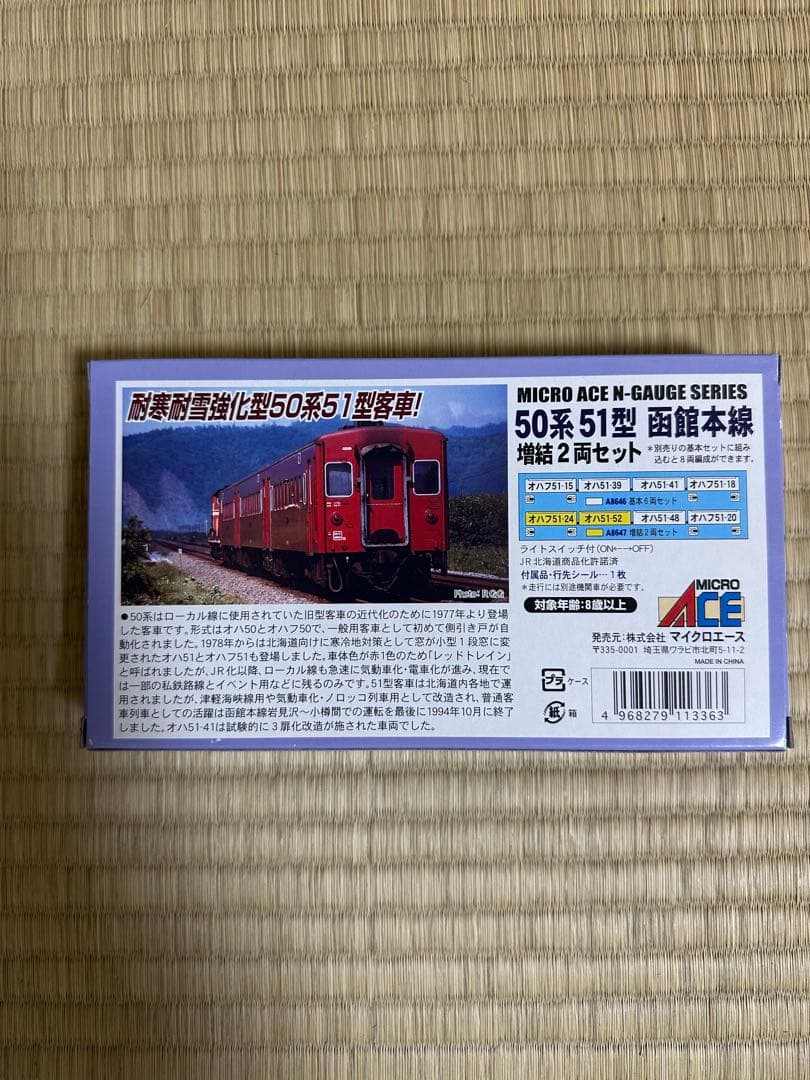 耐寒耐雪強化型50系51型客車!
Photo: R
●50系はローカル線に使用されていた旧型客車の近代化のために1977年より登場
した客車です。形式はオハ50とオハフ50で、一般用客車として初めて側引き戸が自
動化されました。1978年からは北海道向けに寒冷地対策として窓が小型1段窓に変
更されたオハ51とオハフ51も登場しました。車体色が赤1色のため「レッドトレイン」
と呼ばれましたが、JR化以降、ローカル線も急速に気動車化・電車化が進み、現在で
は一部の私鉄路線とイベント用などに残るのみです。51型客車は北海道内各地で運
用されましたが、津軽海峡線用や気動車化・ノロッコ列車用として改造され、普通客
車列車としての活躍は函館本線岩見沢〜小樽間での運転を最後に1994年10月に終了
しました。オハ51-41は試験的に3扉化改造が施された車両でした。
MICRO ACE N-GAUGE SERIES
50系 51型 函館本線
増結2両セット
＊別売りの基本セットに組み
込むと8両編成ができます。
オハフ51-15 オハ51-39 オハ51-41 オハフ51-18
A8646 基本6両セット
オハフ51-24 オハ51-52 オハ51-48 オハフ51-20
A8647 増結2両セット
ライトスイッチ付(ON←→OFF)
JR北海道商品化許諾済
付属品・行先シール…1枚
＊走行には別途機関車が必要です。
対象年齢:8歳以上
MICRO
ACE
発売元:株式会社 マイクロエース
〒335-0001 埼玉県ワラビ市北町5-11-2
MADE IN CHINA
プラ ケース
紙 箱
4 968279 113363